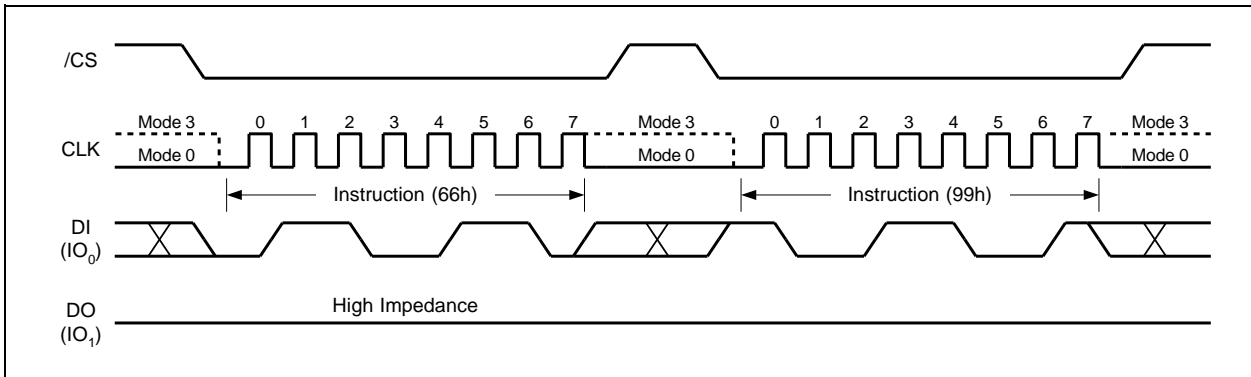 /CS
Mode 3 0 1 2 3 4 5 6 7 Mode 3 0 1 2 3 4 5 6 7 Mode 3
CLK
Mode 0 Mode 0 Mode 0
Instruction (66h) Instruction (99h)
DI
(IO0)
High Impedance
DO
(IO1)